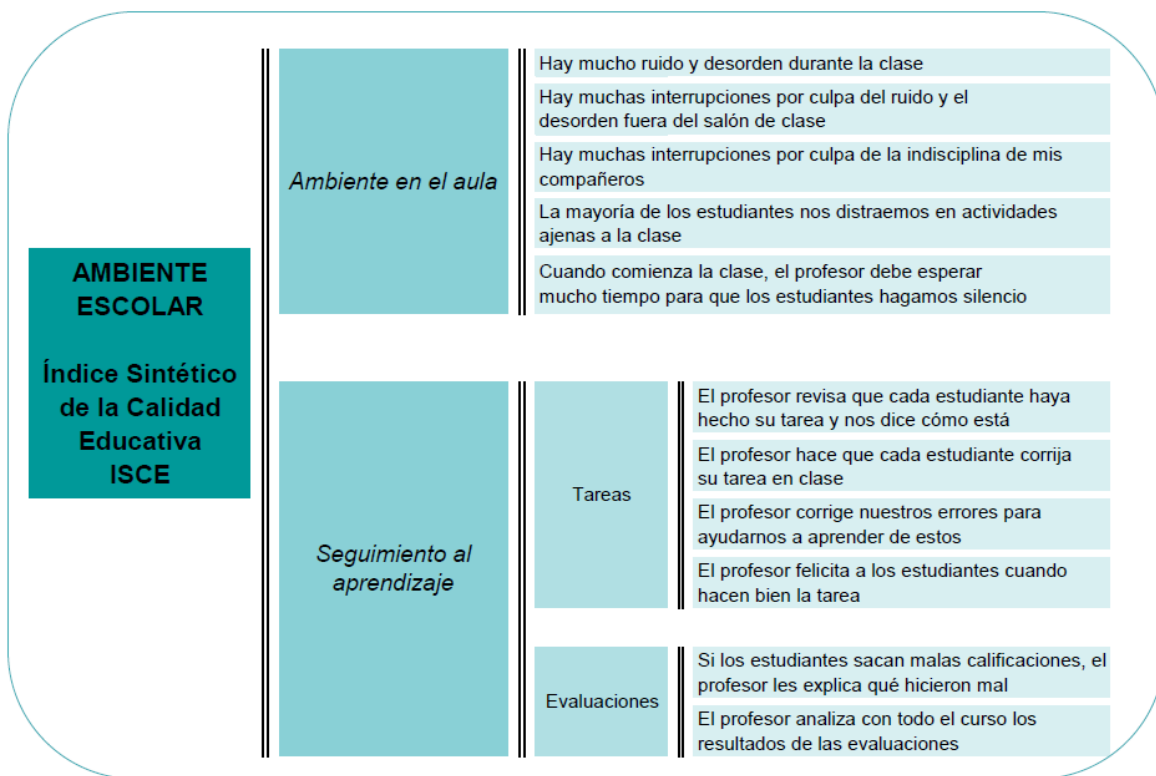 AMBIENTE
ESCOLAR
Índice Sintético
de la Calidad
Educativa
ISCE
Ambiente en el aula
Hay mucho ruido y desorden durante la clase
Hay muchas interrupciones por culpa del ruido y el
desorden fuera del salón de clase
Hay muchas interrupciones por culpa de la indisciplina de mis
compañeros
La mayoría de los estudiantes nos distraemos en actividades
ajenas a la clase
Cuando comienza la clase, el profesor debe esperar
mucho tiempo para que los estudiantes hagamos silencio
Seguimiento al
aprendizaje
Tareas
El profesor revisa que cada estudiante haya
hecho su tarea y nos dice cómo está
El profesor hace que cada estudiante corrija
su tarea en clase
El profesor corrige nuestros errores para
ayudarnos a aprender de estos
El profesor felicita a los estudiantes cuando
hacen bien la tarea
Evaluaciones
Si los estudiantes sacan malas calificaciones, el
profesor les explica qué hicieron mal
El profesor analiza con todo el curso los
resultados de las evaluaciones